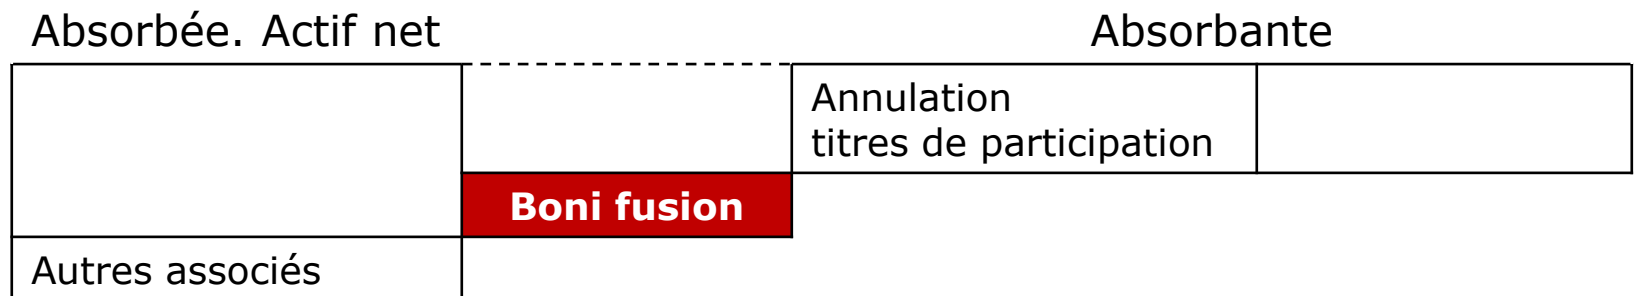 Absorbée. Actif net
Absorbante
Annulation
titres de participation
Boni fusion
Autres associés